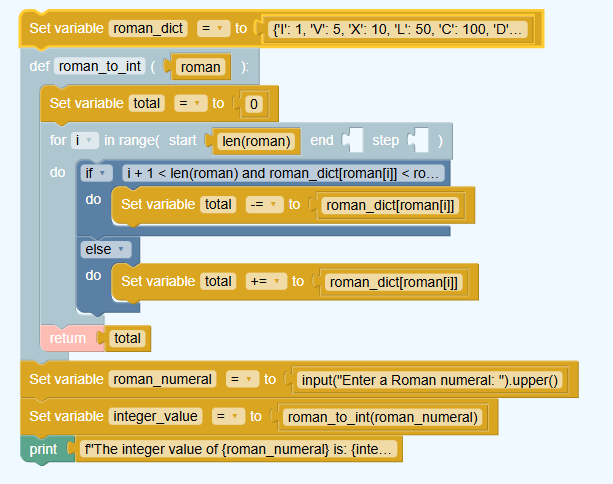 Set variable roman_dict = to {'I': 1, 'V': 5, 'X': 10, 'L': 50, 'C': 100, 'D'...
def roman_to_int ( roman ):
Set variable total = to 0
for i in range( start len(roman) end step )
do if i + 1 < len(roman) and roman_dict[roman[i]] < ro...
do Set variable total -= to roman_dict[roman[i]]
else
do Set variable total += to roman_dict[roman[i]]
return total
Set variable roman_numeral = to input("Enter a Roman numeral: ").upper()
Set variable integer_value = to roman_to_int(roman_numeral)
print f"The integer value of {roman_numeral} is: {inte...